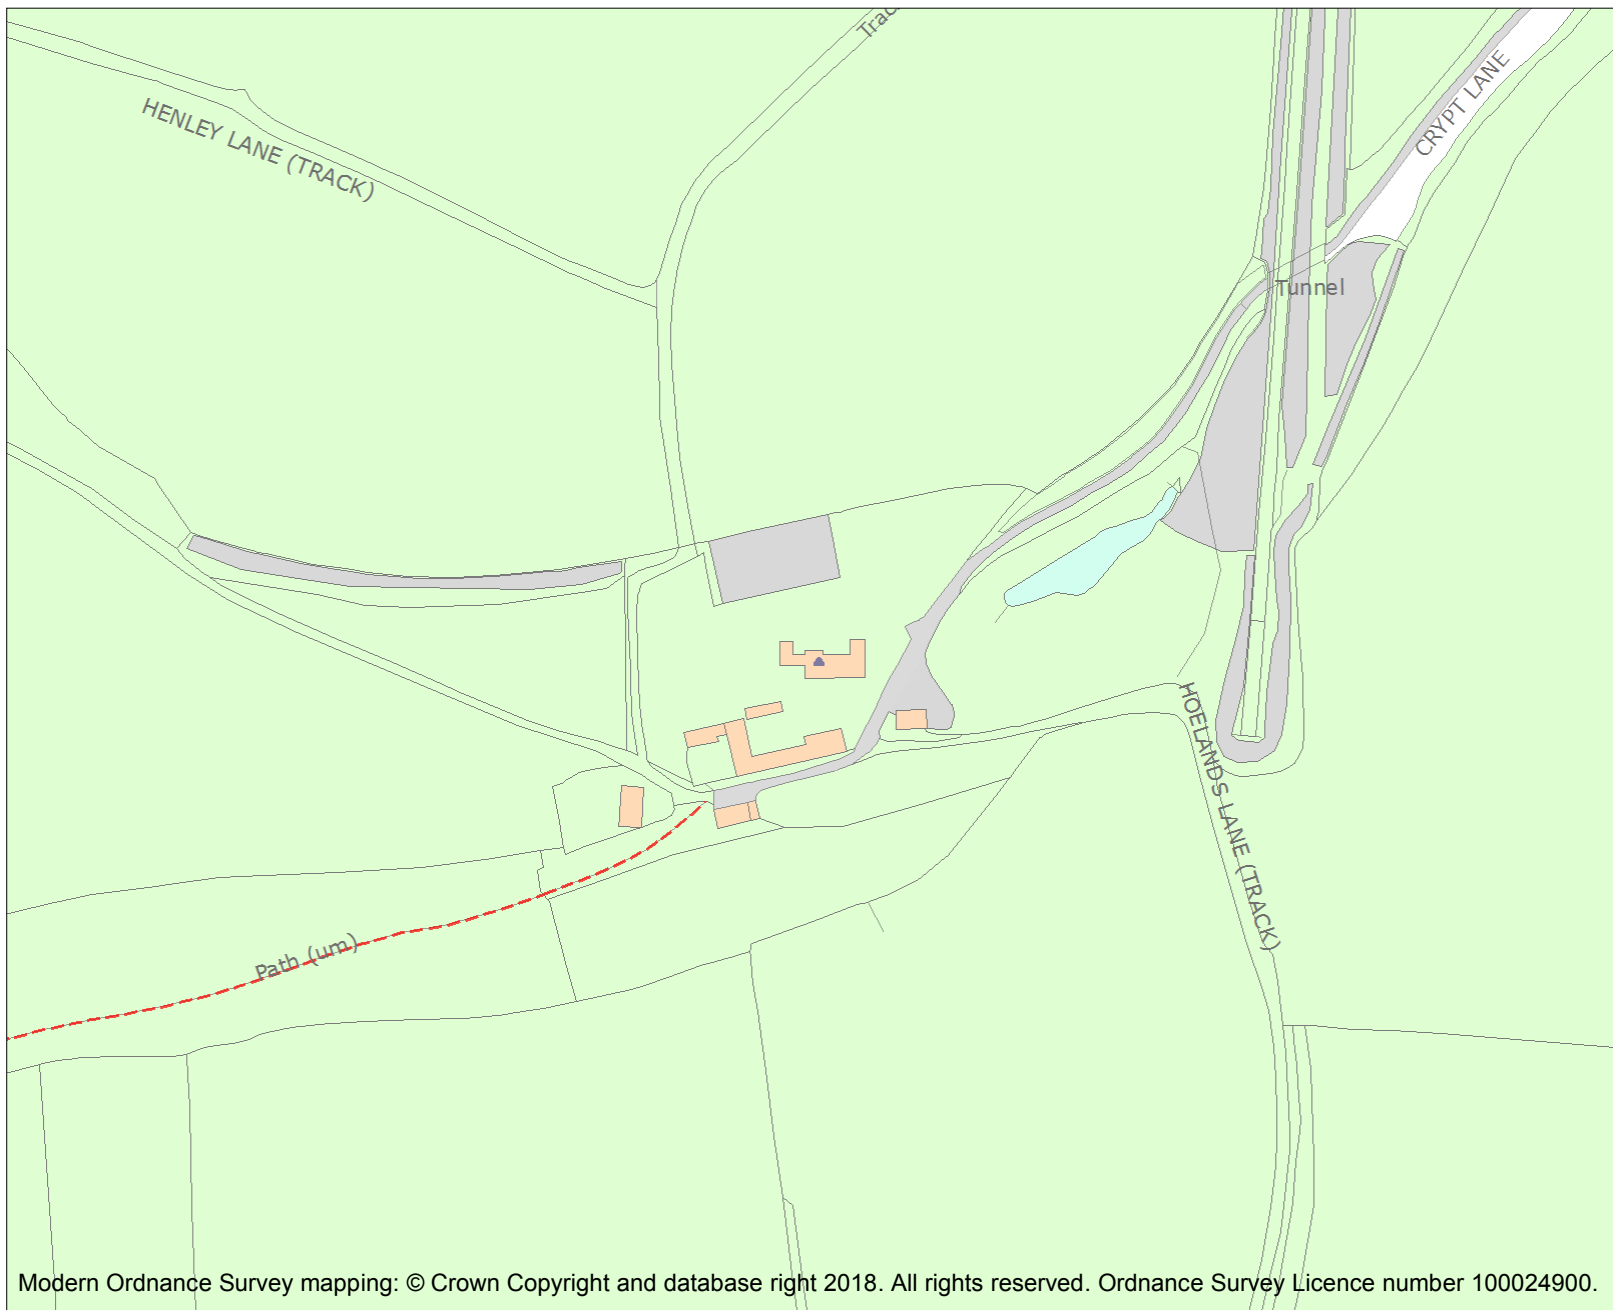 Trac
CRYPT LANE
HENLEY LANE (TRACK)
Tunnel
HOELANDS LANE (TRACK)
Path (um)
Modern Ordnance Survey mapping: © Crown Copyright and database right 2018. All rights reserved. Ordnance Survey Licence number 100024900.